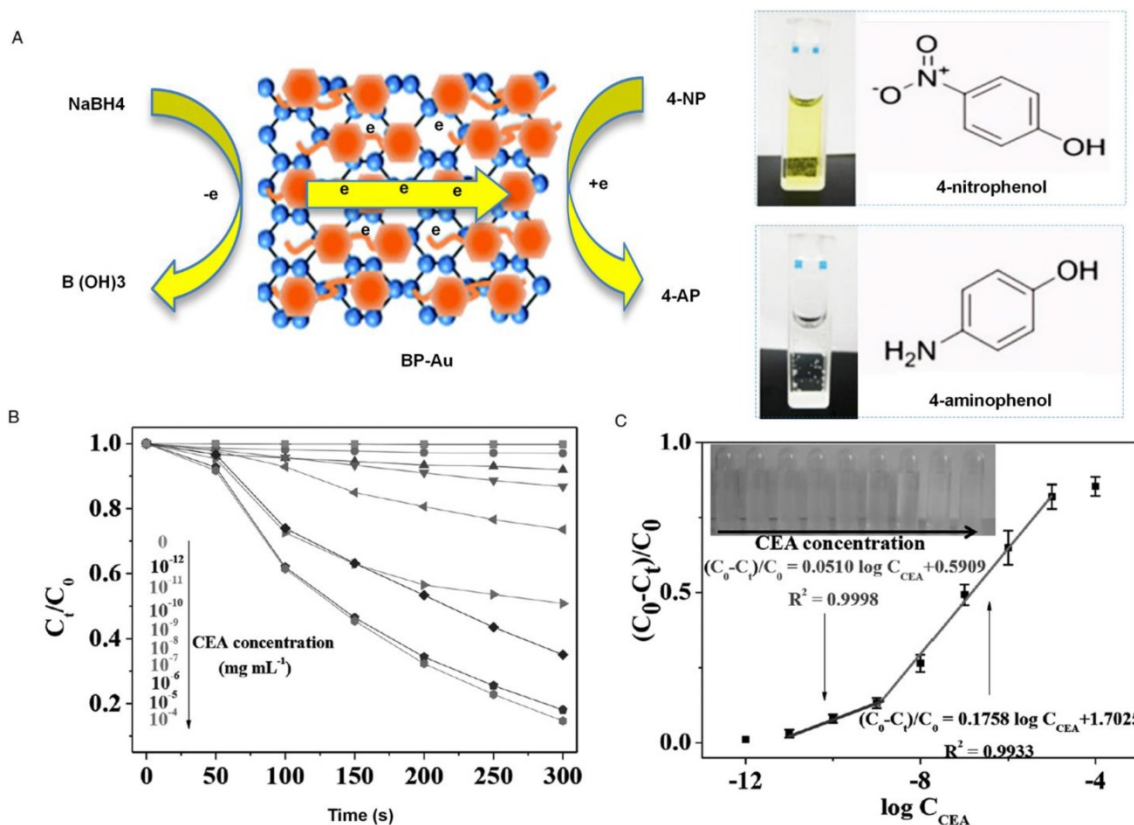 A
NaBH4
-e
B (OH)3
e
e
e
e
e
e
e
BP-Au
4-NP
+e
4-AP
O
N+
-O
OH
4-nitrophenol
OH
H2N
4-aminophenol
B
Ct/C0
1.0
0.8
0.6
0.4
0.2
0
10-12
10-11
10-10
10-9
10-8
10-7
10-6
10-5
10-4
CEA concentration
(mg mL-1)
0 50 100 150 200 250 300
Time (s)
C
(C0-Ct)/C0
1.0
0.5
0.0
CEA concentration
(C0-Ct)/C0 = 0.0510 log CCEA+0.5909
R2 = 0.9998
(C0-Ct)/C0 = 0.1758 log CCEA+1.7025
R2 = 0.9933
-12 -8 -4
log CCEA